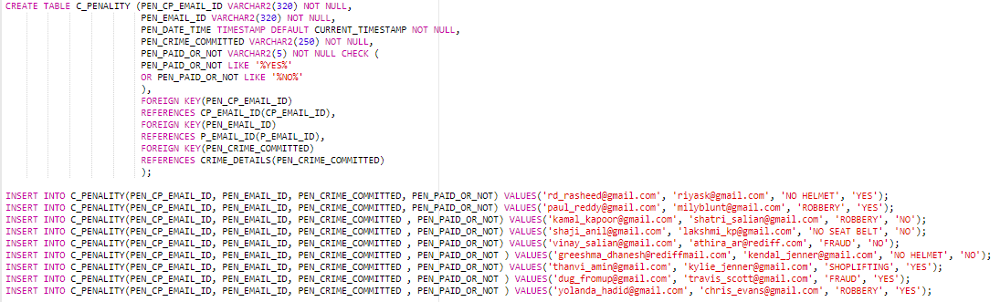 CREATE TABLE C_PENALITY (PEN_CP_EMAIL_ID VARCHAR2(320) NOT NULL,
PEN_EMAIL_ID VARCHAR2(320) NOT NULL,
PEN_DATE_TIME TIMESTAMP DEFAULT CURRENT_TIMESTAMP NOT NULL,
PEN_CRIME_COMMITTED VARCHAR2(250) NOT NULL,
PEN_PAID_OR_NOT VARCHAR2(5) NOT NULL CHECK (
PEN_PAID_OR_NOT LIKE '%YES%'
OR PEN_PAID_OR_NOT LIKE '%NO%'
),
FOREIGN KEY(PEN_CP_EMAIL_ID)
REFERENCES CP_EMAIL_ID(CP_EMAIL_ID),
FOREIGN KEY(PEN_EMAIL_ID)
REFERENCES P_EMAIL_ID(P_EMAIL_ID),
FOREIGN KEY(PEN_CRIME_COMMITTED)
REFERENCES CRIME_DETAILS(PEN_CRIME_COMMITTED)
);
INSERT INTO C_PENALITY(PEN_CP_EMAIL_ID, PEN_EMAIL_ID, PEN_CRIME_COMMITTED, PEN_PAID_OR_NOT) VALUES('rd_rasheed@gmail.com', 'riyask@gmail.com', 'NO HELMET', 'YES');
INSERT INTO C_PENALITY(PEN_CP_EMAIL_ID, PEN_EMAIL_ID, PEN_CRIME_COMMITTED, PEN_PAID_OR_NOT) VALUES('paul_reddy@gmail.com', 'milyblunt@gmail.com', 'ROBBERY', 'YES');
INSERT INTO C_PENALITY(PEN_CP_EMAIL_ID, PEN_EMAIL_ID, PEN_CRIME_COMMITTED , PEN_PAID_OR_NOT) VALUES('kamal_kapoor@gmail.com', 'shatri_salian@gmail.com', 'ROBBERY', 'NO');
INSERT INTO C_PENALITY(PEN_CP_EMAIL_ID, PEN_EMAIL_ID, PEN_CRIME_COMMITTED , PEN_PAID_OR_NOT) VALUES('shaji_anil@gmail.com', 'lakshmi_kp@gmail.com', 'NO SEAT BELT', 'NO');
INSERT INTO C_PENALITY(PEN_CP_EMAIL_ID, PEN_EMAIL_ID, PEN_CRIME_COMMITTED , PEN_PAID_OR_NOT) VALUES('vinay_salian@gmail.com', 'athira_ar@rediff.com', 'FRAUD', 'NO');
INSERT INTO C_PENALITY(PEN_CP_EMAIL_ID, PEN_EMAIL_ID, PEN_CRIME_COMMITTED , PEN_PAID_OR_NOT ) VALUES('greeshma_dhanesh@rediffmail.com', 'kendal_jenner@gmail.com', 'NO HELMET', 'NO');
INSERT INTO C_PENALITY(PEN_CP_EMAIL_ID, PEN_EMAIL_ID, PEN_CRIME_COMMITTED , PEN_PAID_OR_NOT) VALUES('thanvi_amin@gmail.com', 'kylie_jenner@gmail.com', 'SHOPLIFTING', 'YES');
INSERT INTO C_PENALITY(PEN_CP_EMAIL_ID, PEN_EMAIL_ID, PEN_CRIME_COMMITTED , PEN_PAID_OR_NOT ) VALUES('dug_fromup@gmail.com', 'travis_scott@gmail.com', 'FRAUD', 'YES');
INSERT INTO C_PENALITY(PEN_CP_EMAIL_ID, PEN_EMAIL_ID, PEN_CRIME_COMMITTED , PEN_PAID_OR_NOT ) VALUES('yolanda_hadid@gmail.com', 'chris_evans@gmail.com', 'ROBBERY', 'YES');